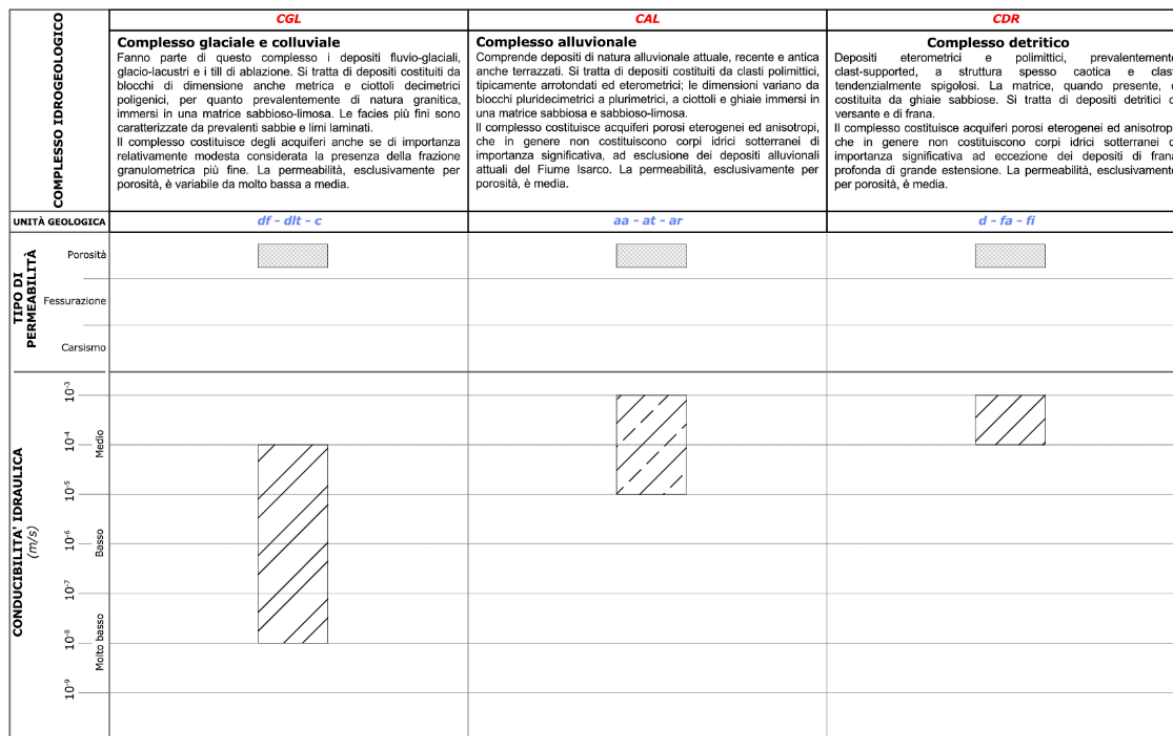 COMPLESSO IDROGEOLOGICO
CGL
Complesso glaciale e colluviale
Fanno parte di questo complesso i depositi fluvio-glaciali,
glacio-lacustri e i till di ablazione. Si tratta di depositi costituiti da
blocchi di dimensione anche metrica e ciottoli decimetrici
poligenici, per quanto prevalentemente di natura granitica,
immersi in una matrice sabbioso-limosa. Le facies più fini sono
caratterizzate da prevalenti sabbie e limi laminati.
Il complesso costituisce degli acquiferi anche se di importanza
relativamente modesta considerata la presenza della frazione
granulometrica più fine. La permeabilità, esclusivamente per
porosità, è variabile da molto bassa a media.
CAL
Complesso alluvionale
Comprende depositi di natura alluvionale attuale, recente e antica
anche terrazzati. Si tratta di depositi costituiti da clasti polimittici,
tipicamente arrotondati ed eterometrici; le dimensioni variano da
blocchi pluridecimetrici a plurimetrici, a ciottoli e ghiaie immersi in
una matrice sabbiosa e sabbioso-limosa.
Il complesso costituisce acquiferi porosi eterogenei ed anisotropi,
che in genere non costituiscono corpi idrici sotterranei di
importanza significativa, ad esclusione dei depositi alluvionali
attuali del Fiume Isarco. La permeabilità, esclusivamente per
porosità, è media.
CDR
Complesso detritico
Depositi eterometrici e polimittici, prevalentemente
clast-supported, a struttura spesso caotica e clasti
tendenzialmente spigolosi. La matrice, quando presente,
costituita da ghiaie sabbiose. Si tratta di depositi detritici
versante e di frana.
Il complesso costituisce acquiferi porosi eterogenei ed anisotropi,
che in genere non costituiscono corpi idrici sotterranei
importanza significativa ad eccezione dei depositi di frana
profonda di grande estensione. La permeabilità, esclusivamente
per porosità, è media.
UNITÀ GEOLOGICA
df - dlt - c
aa - at - ar
d - fa - fi
TIPO DI
PERMEABILITÀ
Porosità
Fessurazione
Carsismo
CONDUCIBILITA' IDRAULICA
(m/s)
10⁻³
10⁻⁴
Medio
10⁻⁵
10⁻⁶
Basso
10⁻⁷
10⁻⁸
Molto basso
10⁻⁹